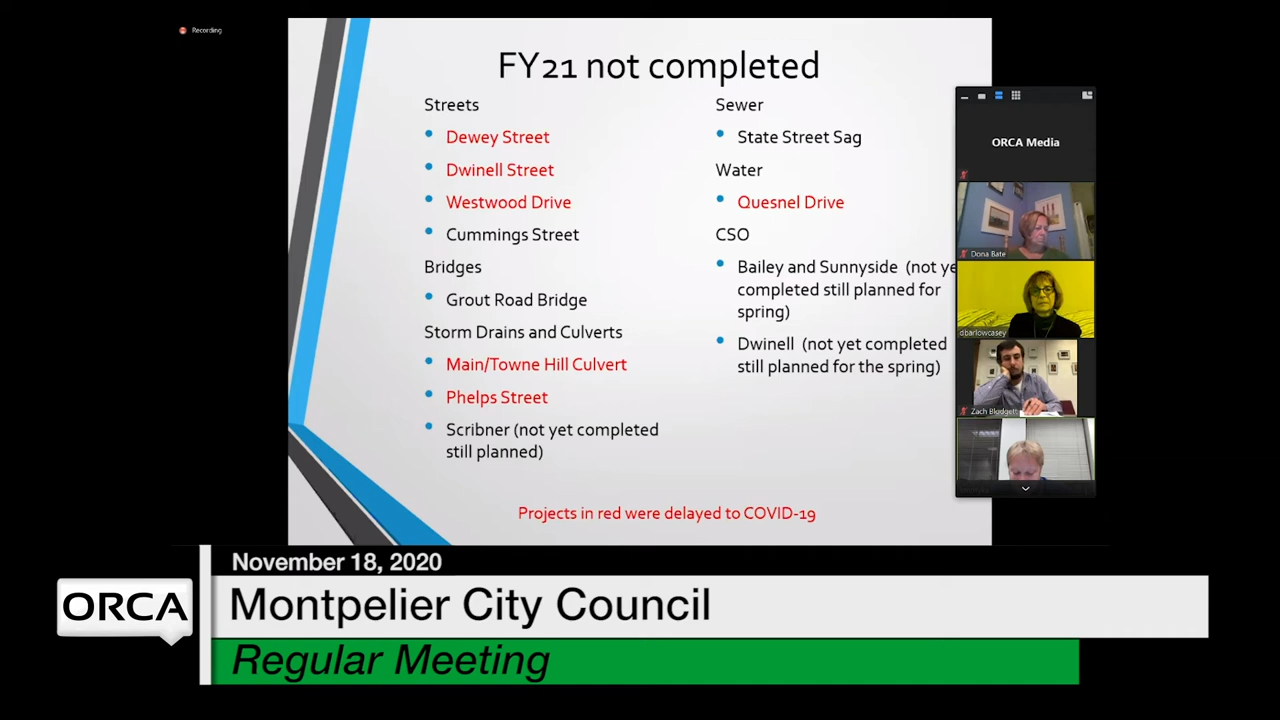 Recording
FY21 not completed
Streets
Dewey Street
Dwinell Street
Westwood Drive
Cummings Street
Bridges
Grout Road Bridge
Storm Drains and Culverts
Main/Towne Hill Culvert
Phelps Street
Scribner (not yet completed
still planned)
Sewer
State Street Sag
Water
Quesnel Drive
CSO
Bailey and Sunnyside (not ye
completed still planned for
spring)
Dwinell (not yet completed
still planned for the spring)
Projects in red were delayed to COVID-19
ORCA Media
Dona Bate
dbarlowcasey
Zach Blodgett
November 18, 2020
ORCA
Montpelier City Council
Regular Meeting